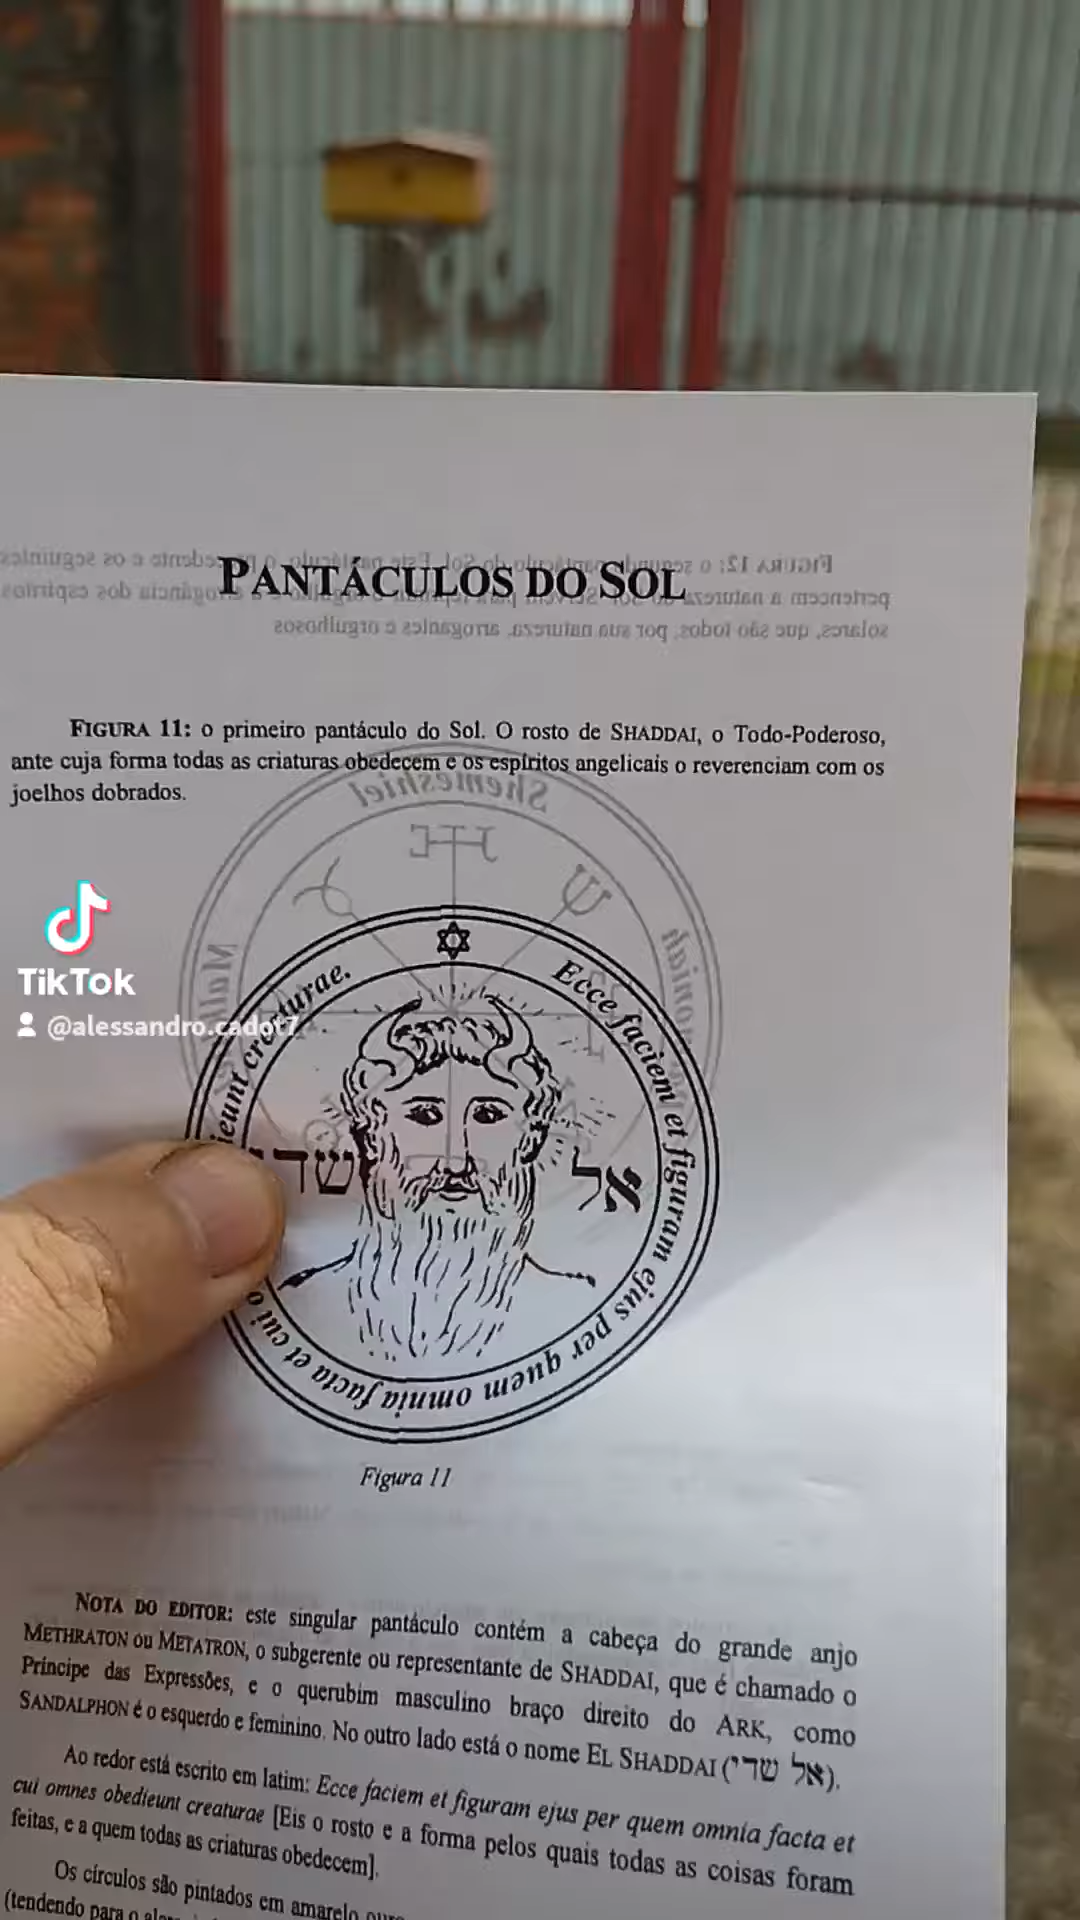 PANTÁCULOS DO SOL
FIGURA 11: o primeiro pantáculo do Sol. O rosto de SHADDAI, o Todo-Poderoso,
ante cuja forma todas as criaturas obedecem e os espíritos angelicais o reverenciam com os
joelhos dobrados.
TikTok
@alessandro.cadot7
Ecce faciem et figuram ejus per quem omnia facta et cui
creaturae.
אל
שדי
Figura 11
NOTA DO EDITOR: este singular pantáculo contém a cabeça do grande anjo
METHRATON ou METATRON, o subgerente ou representante de SHADDAI, que é chamado o
Príncipe das Expressões, e o querubim masculino braço direito do ARK, como
SANDALPHON é o esquerdo e feminino. No outro lado está o nome EL SHADDAI (אל שדי).
Ao redor está escrito em latim: Ecce faciem et figuram ejus per quem omnia facta et
cui omnes obedieunt creaturae [Eis o rosto e a forma pelos quais todas as coisas foram
feitas, e a quem todas as criaturas obedecem].
Os círculos são pintados em amarelo
(tendendo para o